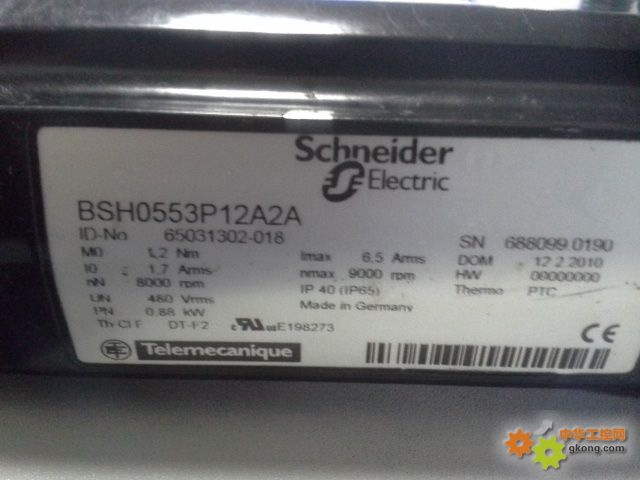 Schneider
Electric
BSH0553P12A2A
ID-No 65031302-018
M0 1,2 Nm
I0 1,7 Arms
nN 8000 rpm
UN 480 Vrms
PN 0.88 kW
Th-Cl F DT-F2
Imax 6,5 Arms
nmax 9000 rpm
IP 40 (IP65)
Made in Germany
c us E198273
SN 688099.0190
DOM 12.2.2010
HW 00000000
Thermo PTC
CE
Telemecanique
中华工控网
gkong.com